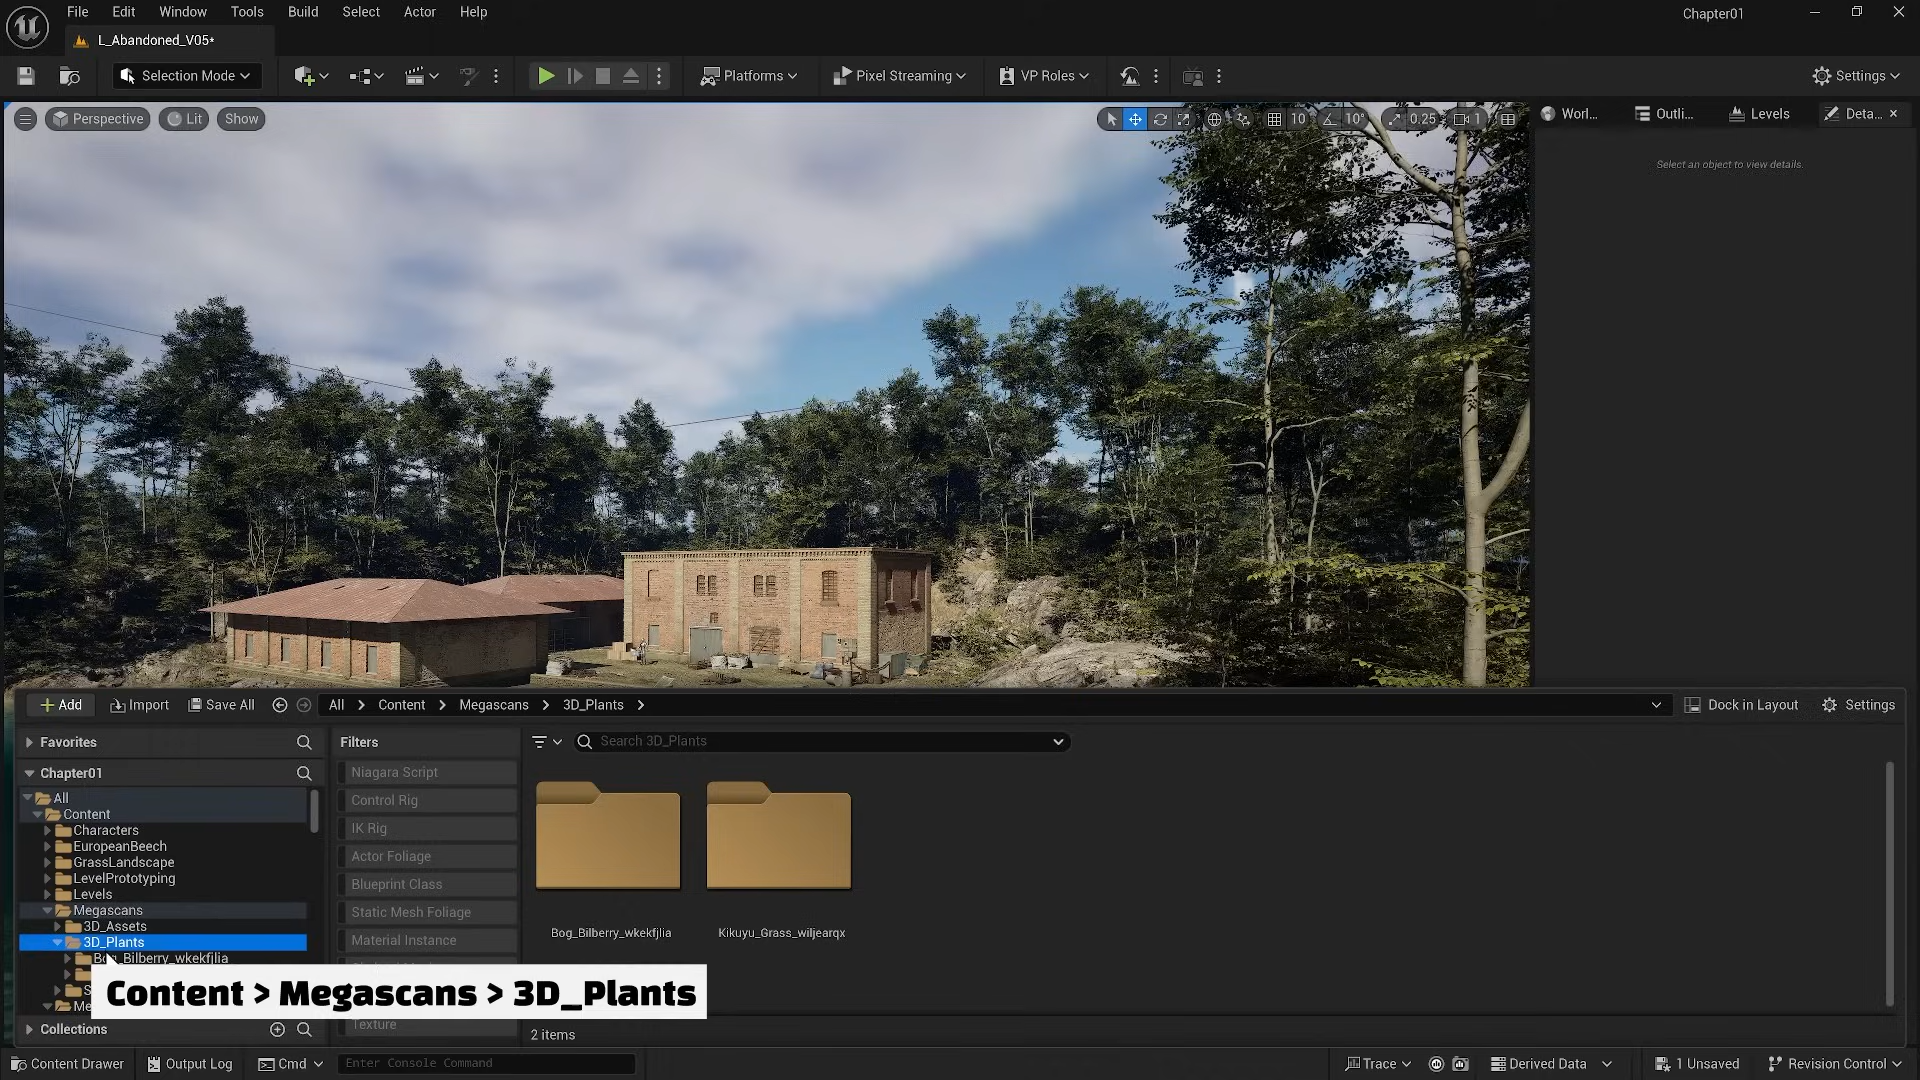 File Edit Window Tools Build Select Actor Help
Chapter01
L_Abandoned_V05*
Selection Mode
Platforms
Pixel Streaming
VP Roles
Settings
Perspective
Lit
Show
10
10°
0.25
1
Worl...
Outli...
Levels
Deta...
Select an object to view details.
Add
Import
Save All
All
Content
Megascans
3D_Plants
Dock in Layout
Settings
Favorites
Filters
Search 3D_Plants
Chapter01
Niagara Script
Control Rig
IK Rig
Actor Foliage
Blueprint Class
Static Mesh Foliage
Material Instance
Texture
All
Content
Characters
EuropeanBeech
GrassLandscape
LevelPrototyping
Levels
Megascans
3D_Assets
3D_Plants
Bog_Bilberry_wkekfjlia
Bog_Bilberry_wkekfjlia
Kikuyu_Grass_wiljearqx
Content > Megascans > 3D_Plants
Collections
2 items
Content Drawer
Output Log
Cmd
Enter Console Command
Trace
Derived Data
1 Unsaved
Revision Control